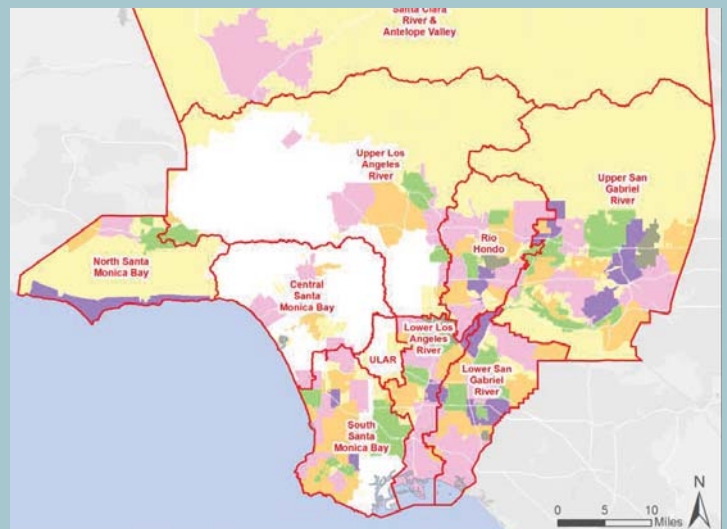 Santa Clara
River &
Antelope Valley
Upper Los
Angeles
River
Upper San
Gabriel
River
Rio
Hondo
North Santa
Monica Bay
Central
Santa
Monica Bay
Lower Los
Angeles
River
ULAR
Lower San
Gabriel
River
South
Santa
Monica Bay
N
0 5 10
Miles